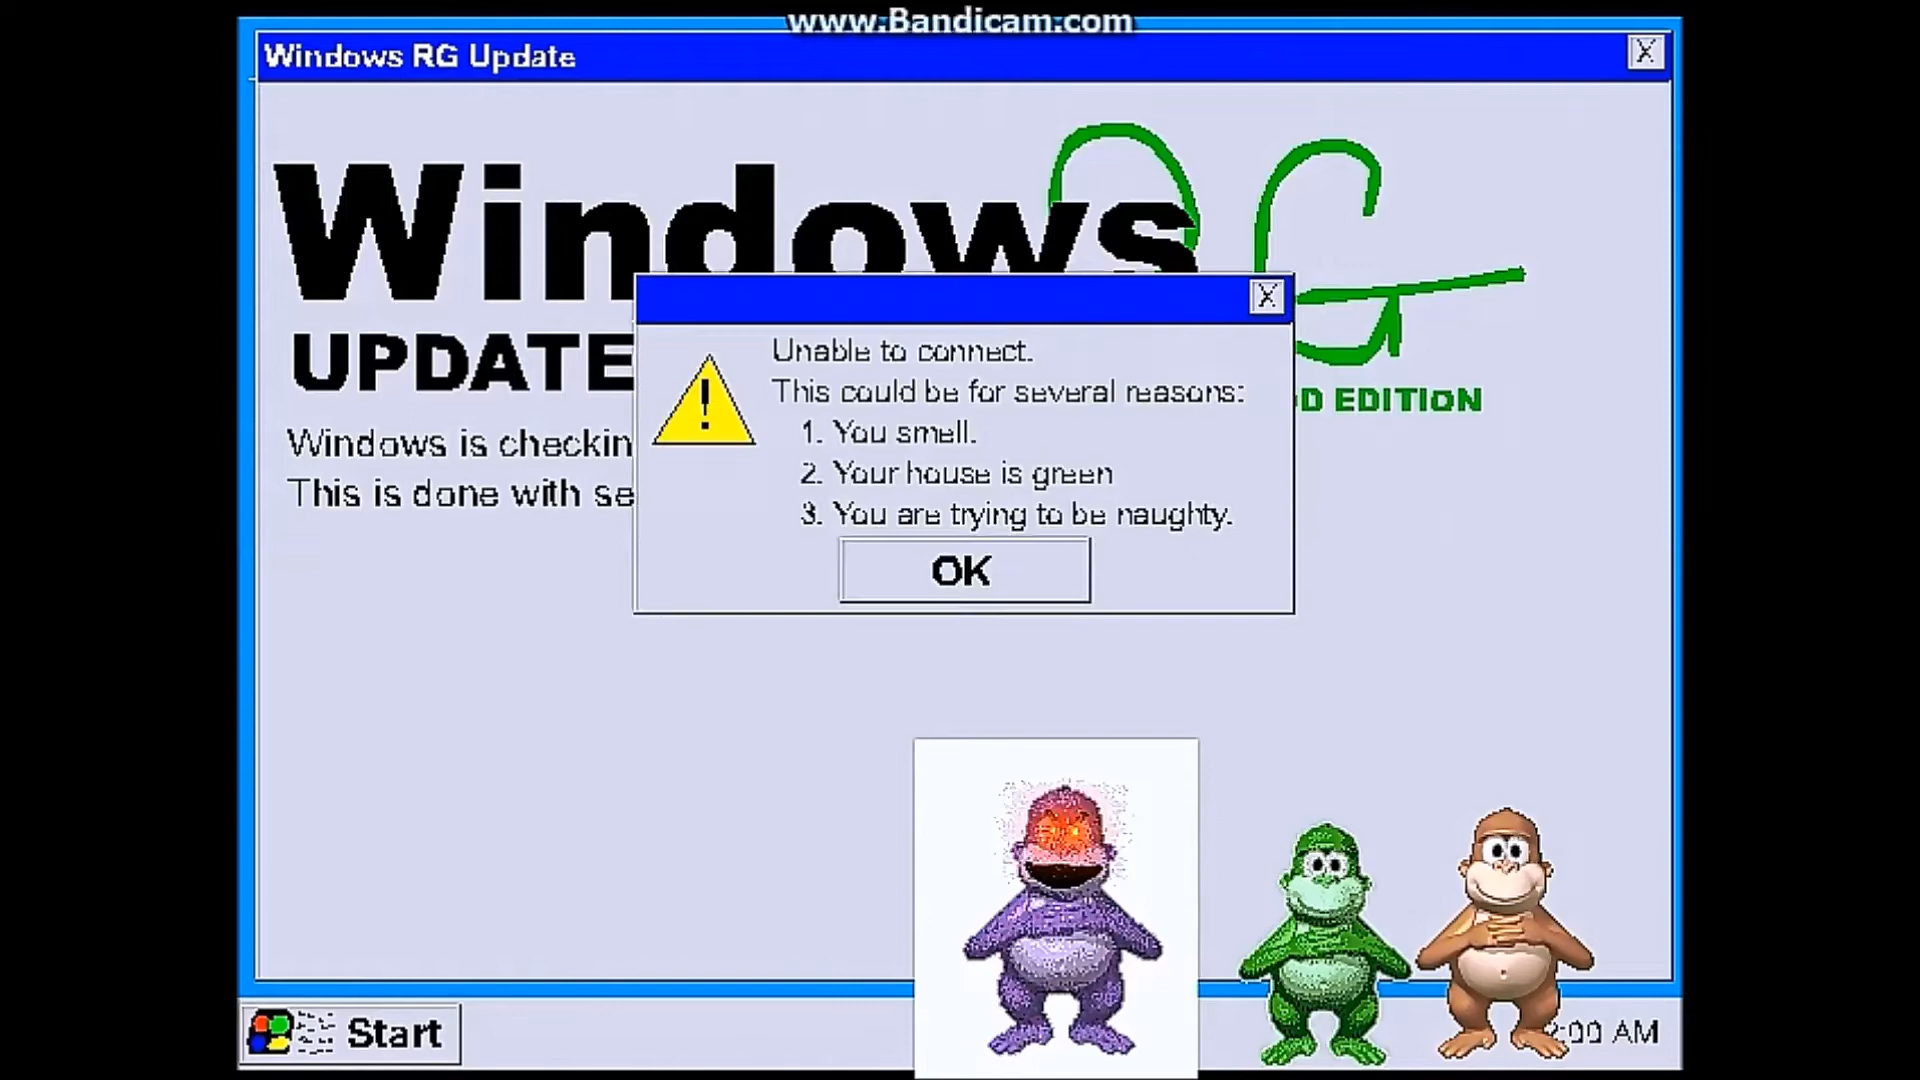 www.Bandicam.com
Windows RG Update
Windows
UPDATE
EDITION
Windows is
This is done with
Unable to connect.
This could be for several reasons:
1. You smell.
2. Your house is green
3. You are trying to be naughty.
OK
Start
:00 AM